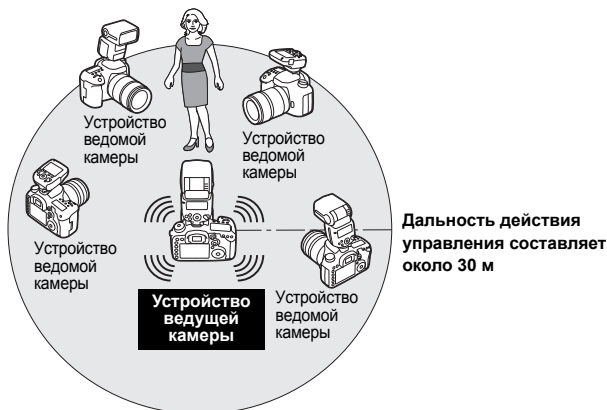 Устройство
ведомой
камеры
Устройство
ведомой
камеры
Устройство
ведомой
камеры
Устройство
ведущей
камеры
Устройство
ведомой
камеры
Дальность действия
управления составляет
около 30 м